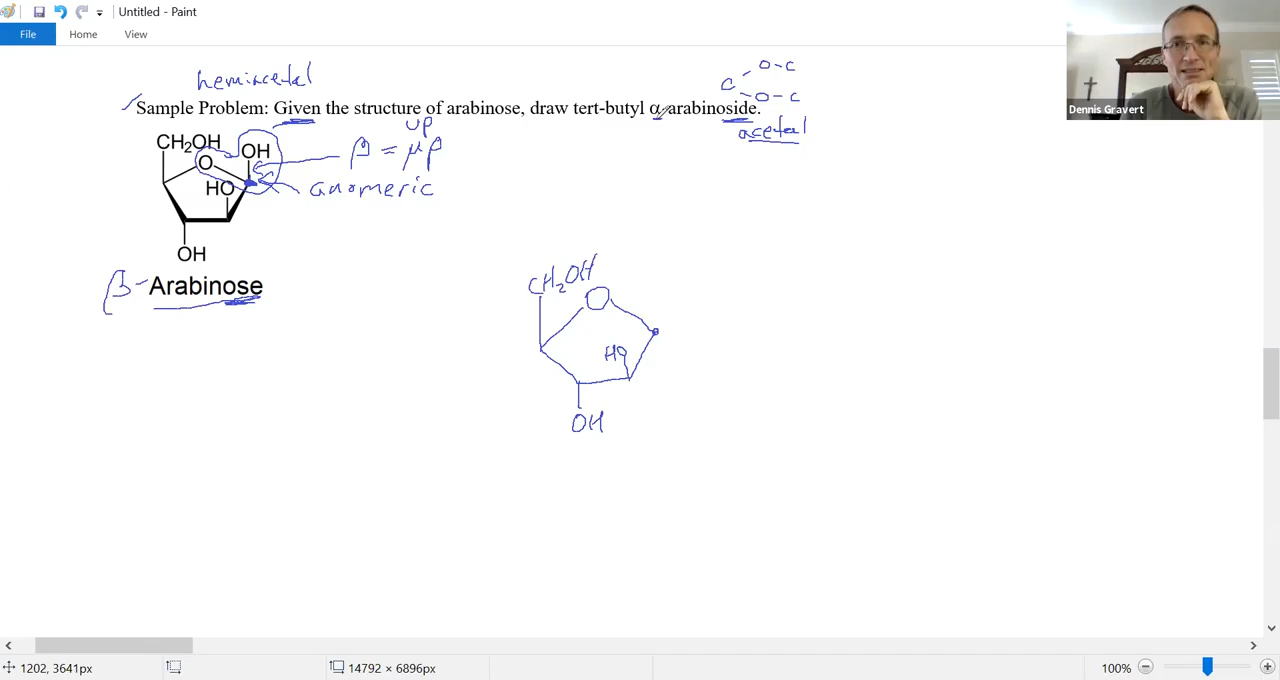 Untitled - Paint
File Home View
hemiacetal
O-C
C
O-C
Dennis Gravert
Sample Problem: Given the structure of arabinose, draw tert-butyl α-arabinoside.
up
acetal
CH2OH
OH
O
β = μβ
HO
anomeric
OH
β-Arabinose
CH2OH
O
HO
OH
1202, 3641px
14792 × 6896px
100%